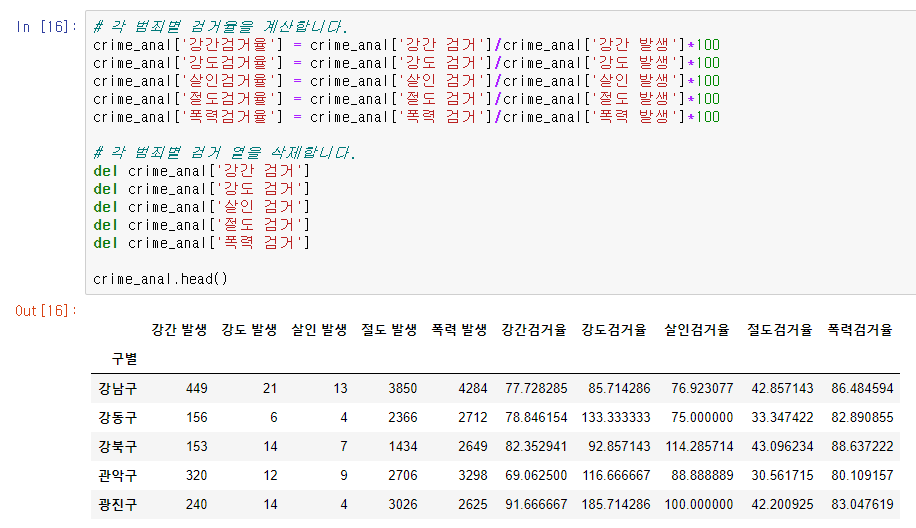 In [16]:
# 각 범죄별 검거율을 계산합니다.
crime_anal['강간검거율'] = crime_anal['강간 검거']/crime_anal['강간 발생']*100
crime_anal['강도검거율'] = crime_anal['강도 검거']/crime_anal['강도 발생']*100
crime_anal['살인검거율'] = crime_anal['살인 검거']/crime_anal['살인 발생']*100
crime_anal['절도검거율'] = crime_anal['절도 검거']/crime_anal['절도 발생']*100
crime_anal['폭력검거율'] = crime_anal['폭력 검거']/crime_anal['폭력 발생']*100
# 각 범죄별 검거 열을 삭제합니다.
del crime_anal['강간 검거']
del crime_anal['강도 검거']
del crime_anal['살인 검거']
del crime_anal['절도 검거']
del crime_anal['폭력 검거']
crime_anal.head()
Out[16]:
강간 발생 강도 발생 살인 발생 절도 발생 폭력 발생 강간검거율 강도검거율 살인검거율 절도검거율 폭력검거율
구별
강남구 449 21 13 3850 4284 77.728285 85.714286 76.923077 42.857143 86.484594
강동구 156 6 4 2366 2712 78.846154 133.333333 75.000000 33.347422 82.890855
강북구 153 14 7 1434 2649 82.352941 92.857143 114.285714 43.096234 88.637222
관악구 320 12 9 2706 3298 69.062500 116.666667 88.888889 30.561715 80.109157
광진구 240 14 4 3026 2625 91.666667 185.714286 100.000000 42.200925 83.047619